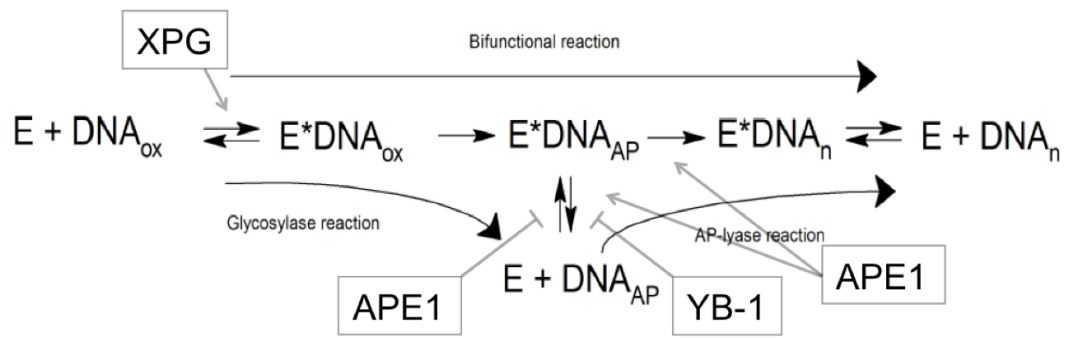 XPG
Bifunctional reaction
E + DNAox E*DNAox E*DNAAP E*DNAn E + DNAn
Glycosylase reaction
AP-lyase reaction
E + DNAAP
APE1
YB-1
APE1